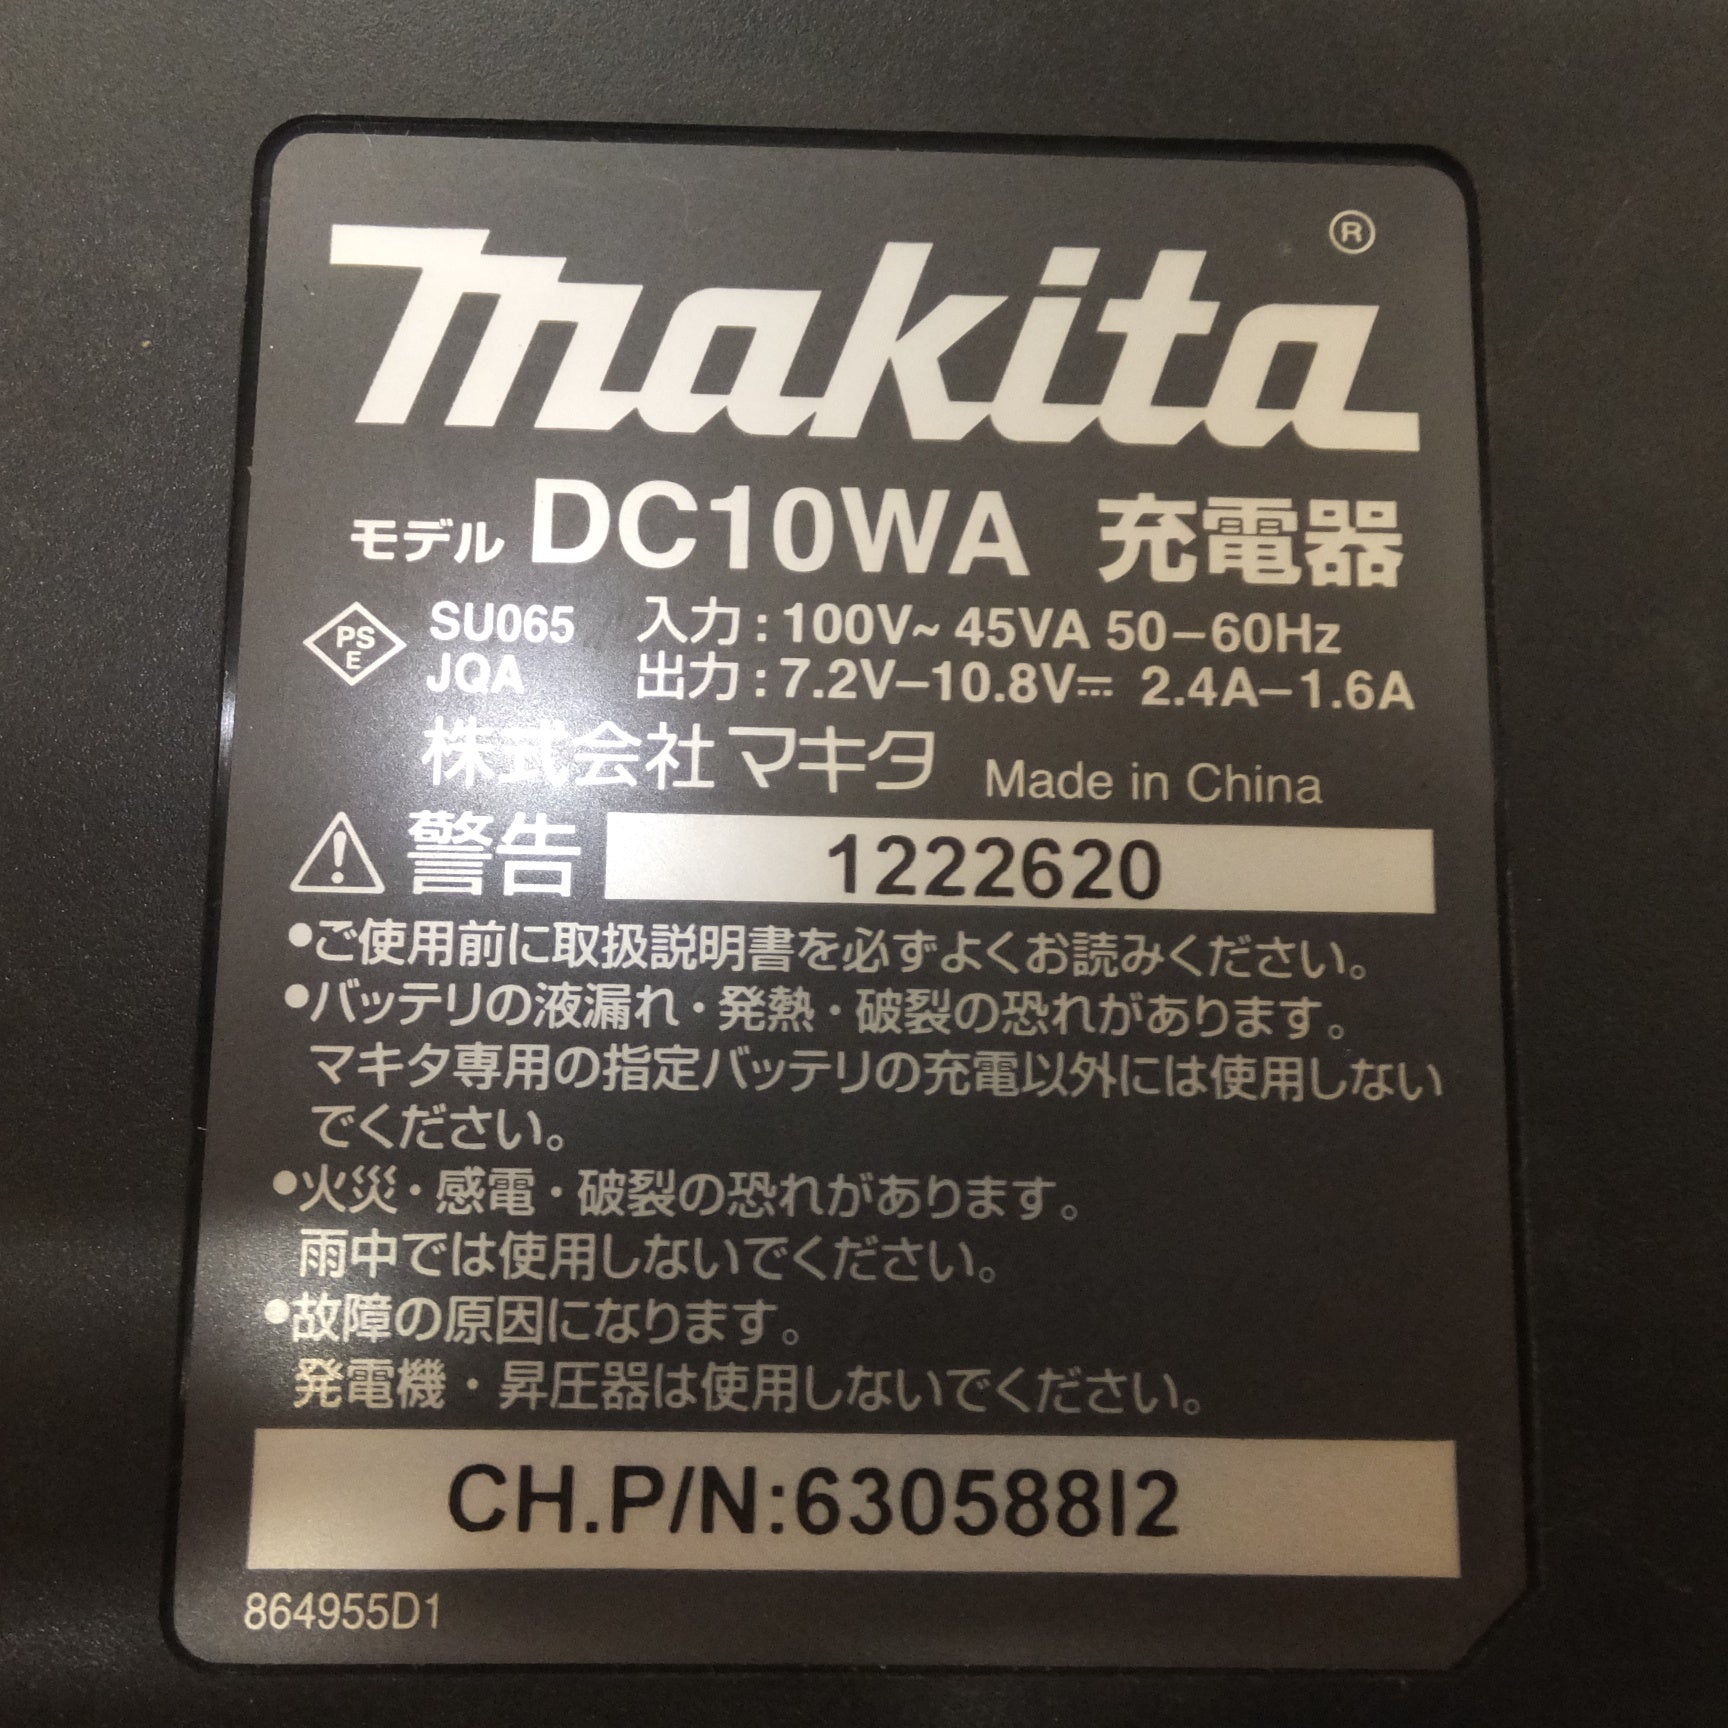 makita®
モデル DC10WA 充電器
PS
E
SU065 入力:100V~ 45VA 50–60Hz
JQA 出力:7.2V–10.8V⎓ 2.4A–1.6A
株式会社マキタ Made in China
⚠警告 1222620
●ご使用前に取扱説明書を必ずよくお読みください。
●バッテリの液漏れ・発熱・破裂の恐れがあります。
マキタ専用の指定バッテリの充電以外には使用しない
でください。
●火災・感電・破裂の恐れがあります。
雨中では使用しないでください。
●故障の原因になります。
発電機・昇圧器は使用しないでください。
CH.P/N:630588I2
864955D1